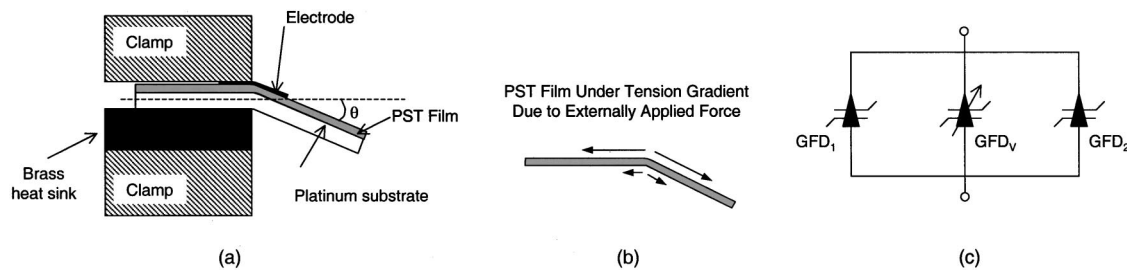 Electrode
Clamp
θ
PST Film
Brass
heat sink
Clamp
Platinum substrate
(a)
PST Film Under Tension Gradient
Due to Externally Applied Force
(b)
GFD1
GFDV
GFD2
(c)